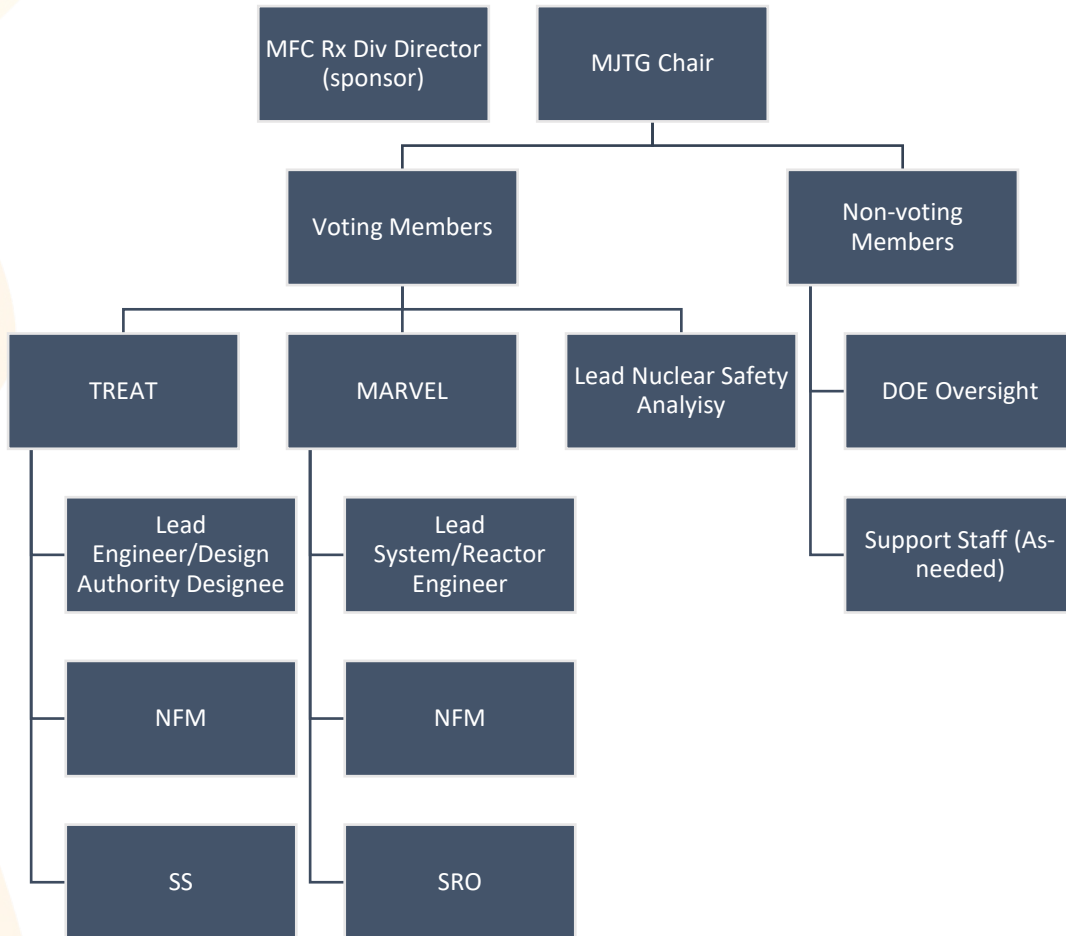 MFC Rx Div Director
(sponsor)
MJTG Chair
Voting Members
Non-voting
Members
TREAT
MARVEL
Lead Nuclear Safety
Analyisy
DOE Oversight
Lead
Engineer/Design
Authority Designee
Lead
System/Reactor
Engineer
Support Staff (As-
needed)
NFM
NFM
SS
SRO